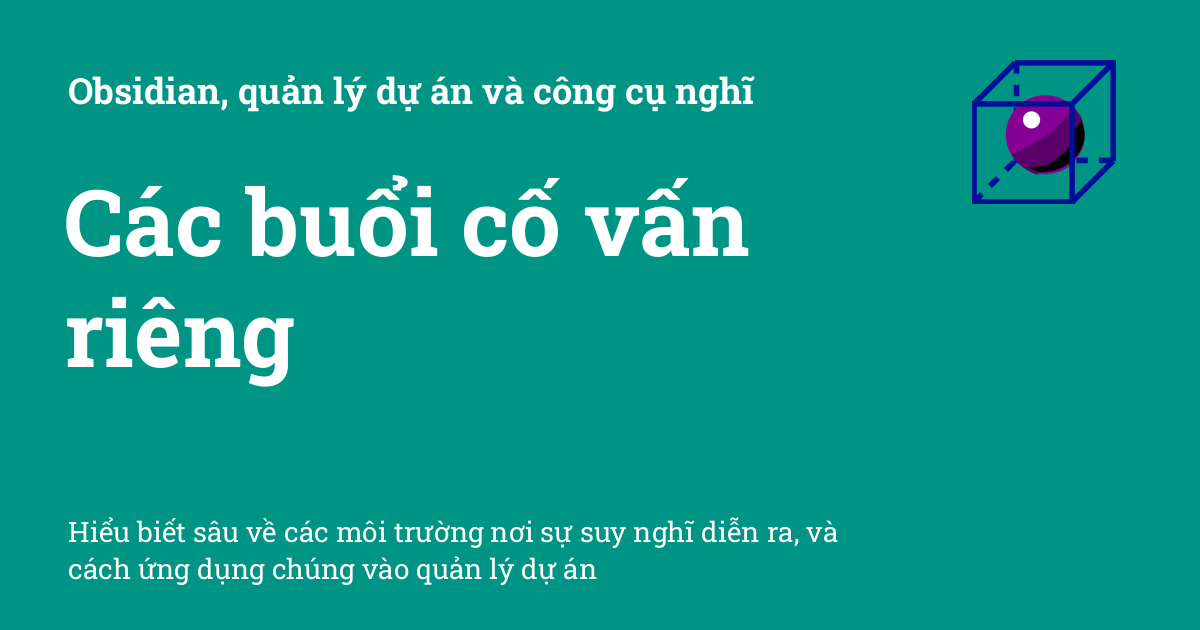 Obsidian, quản lý dự án và công cụ nghĩ
Các buổi cố vấn
riêng
Hiểu biết sâu về các môi trường nơi sự suy nghĩ diễn ra, và
cách ứng dụng chúng vào quản lý dự án